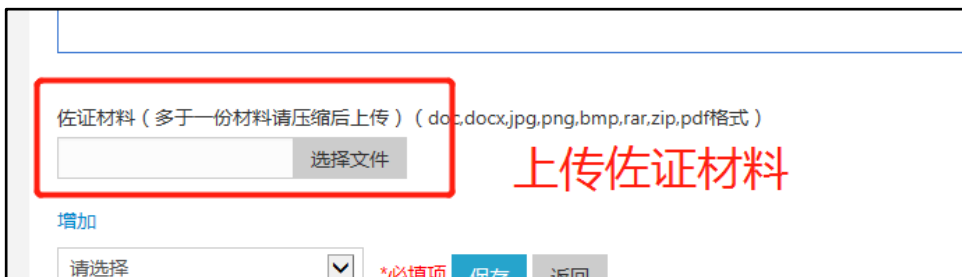 佐证材料（多于一份材料请压缩后上传）（doc,docx,jpg,png,bmp,rar,zip,pdf格式）
选择文件
上传佐证材料
增加
请选择 *必填项 保存 返回